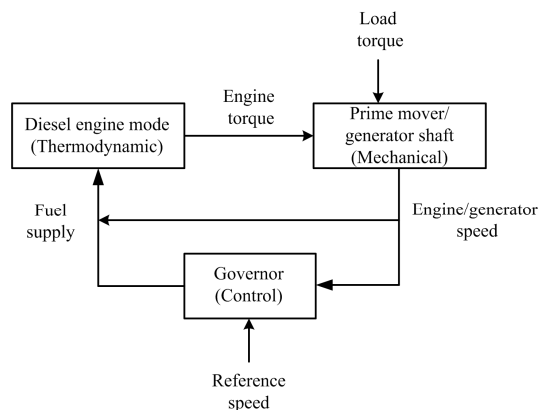 Load
torque
Engine
torque
Diesel engine mode
(Thermodynamic)
Prime mover/
generator shaft
(Mechanical)
Fuel
supply
Engine/generator
speed
Governor
(Control)
Reference
speed